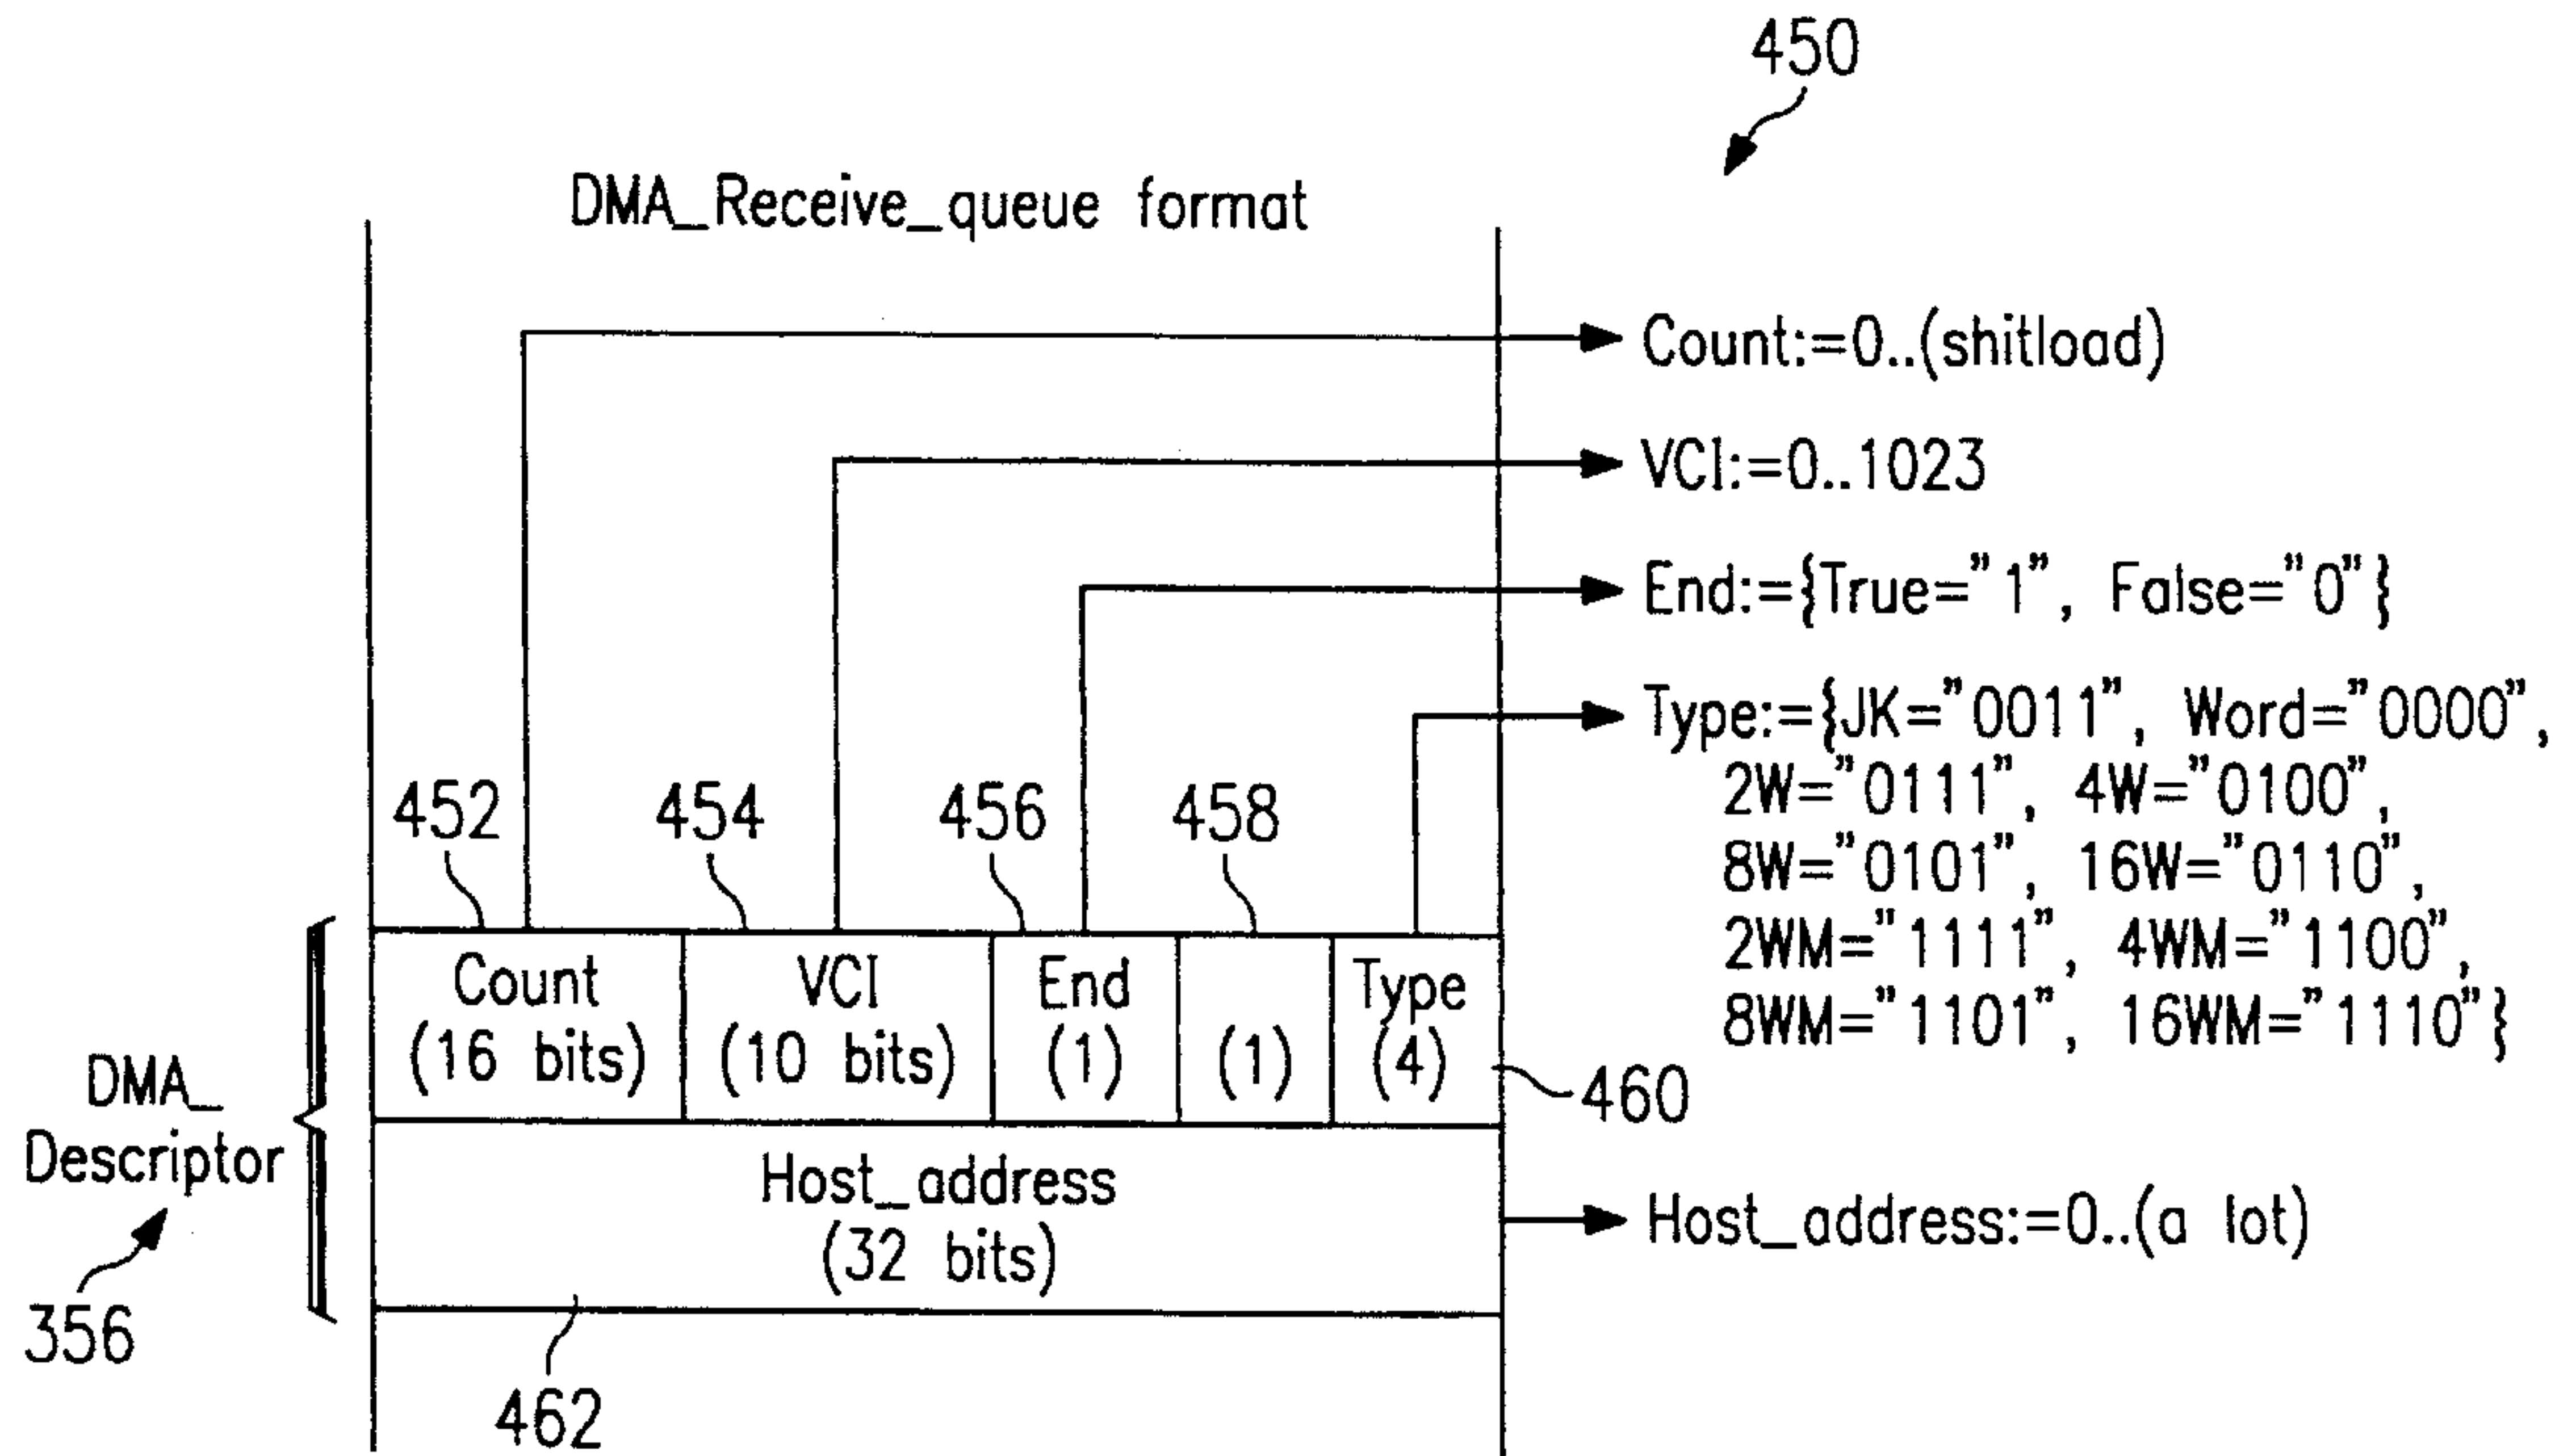 450
DMA_Receive_queue format
Count:=0..(shitload)
VCI:=0..1023
End:={True="1", False="0"}
Type:={JK="0011", Word="0000",
2W="0111", 4W="0100",
8W="0101", 16W="0110",
2WM="1111", 4WM="1100",
8WM="1101", 16WM="1110"}
452 454 456 458
Count VCI End Type
(16 bits) (10 bits) (1) (1) (4)
460
DMA_
Descriptor
356
Host_address
(32 bits)
Host_address:=0..(a lot)
462